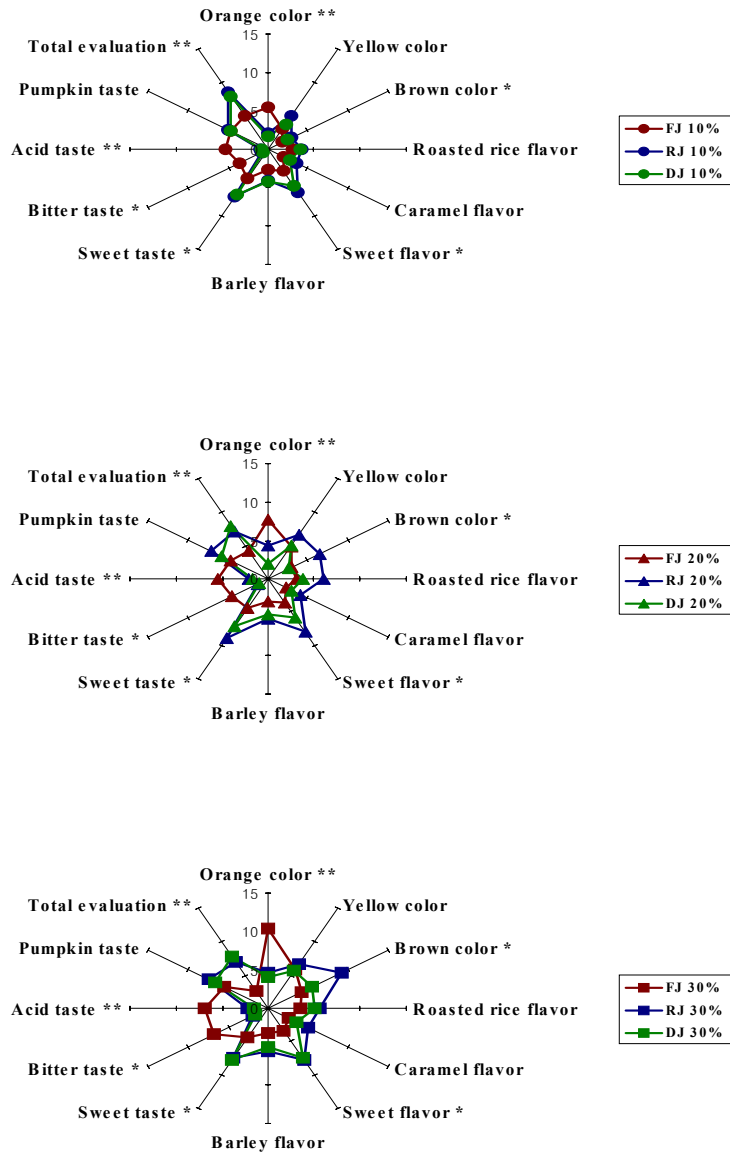 Orange color **
15
Total evaluation **
Yellow color
10
Pumpkin taste
Brown color *
5
Acid taste **
0
Roasted rice flavor
Bitter taste *
Caramel flavor
Sweet taste *
Sweet flavor *
Barley flavor
FJ 10%
RJ 10%
DJ 10%
Orange color **
15
Total evaluation **
Yellow color
10
Pumpkin taste
Brown color *
5
Acid taste **
0
Roasted rice flavor
Bitter taste *
Caramel flavor
Sweet taste *
Sweet flavor *
Barley flavor
FJ 20%
RJ 20%
DJ 20%
Orange color **
15
Total evaluation **
Yellow color
10
Pumpkin taste
Brown color *
5
Acid taste **
0
Roasted rice flavor
Bitter taste *
Caramel flavor
Sweet taste *
Sweet flavor *
Barley flavor
FJ 30%
RJ 30%
DJ 30%